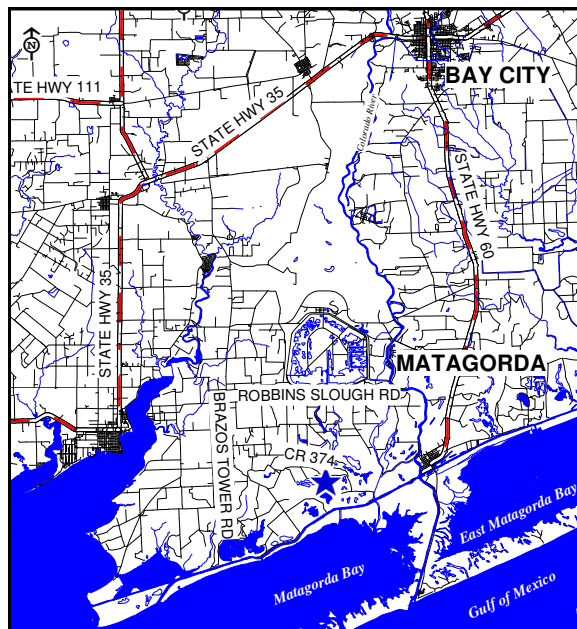 N
BAY CITY
TE HWY 111
STATE HWY 35
Colorado River
STATE HWY 60
STATE HWY 35
MATAGORDA
ROBBINS SLOUGH RD
BRAZOS TOWER RD
CR 374
East Matagorda Bay
Matagorda Bay
Gulf of Mexico